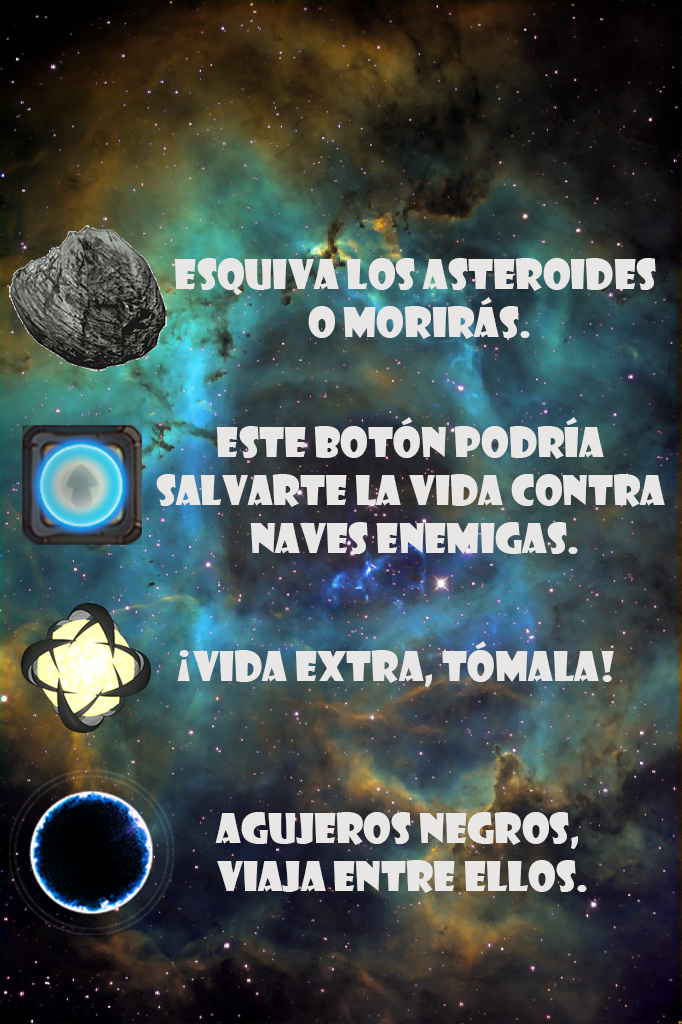 ESQUIVA LOS ASTEROIDES
O MORIRÁS.
ESTE BOTÓN PODRÍA
SALVARTE LA VIDA CONTRA
NAVES ENEMIGAS.
¡VIDA EXTRA, TÓMALA!
AGUJEROS NEGROS,
VIAJA ENTRE ELLOS.